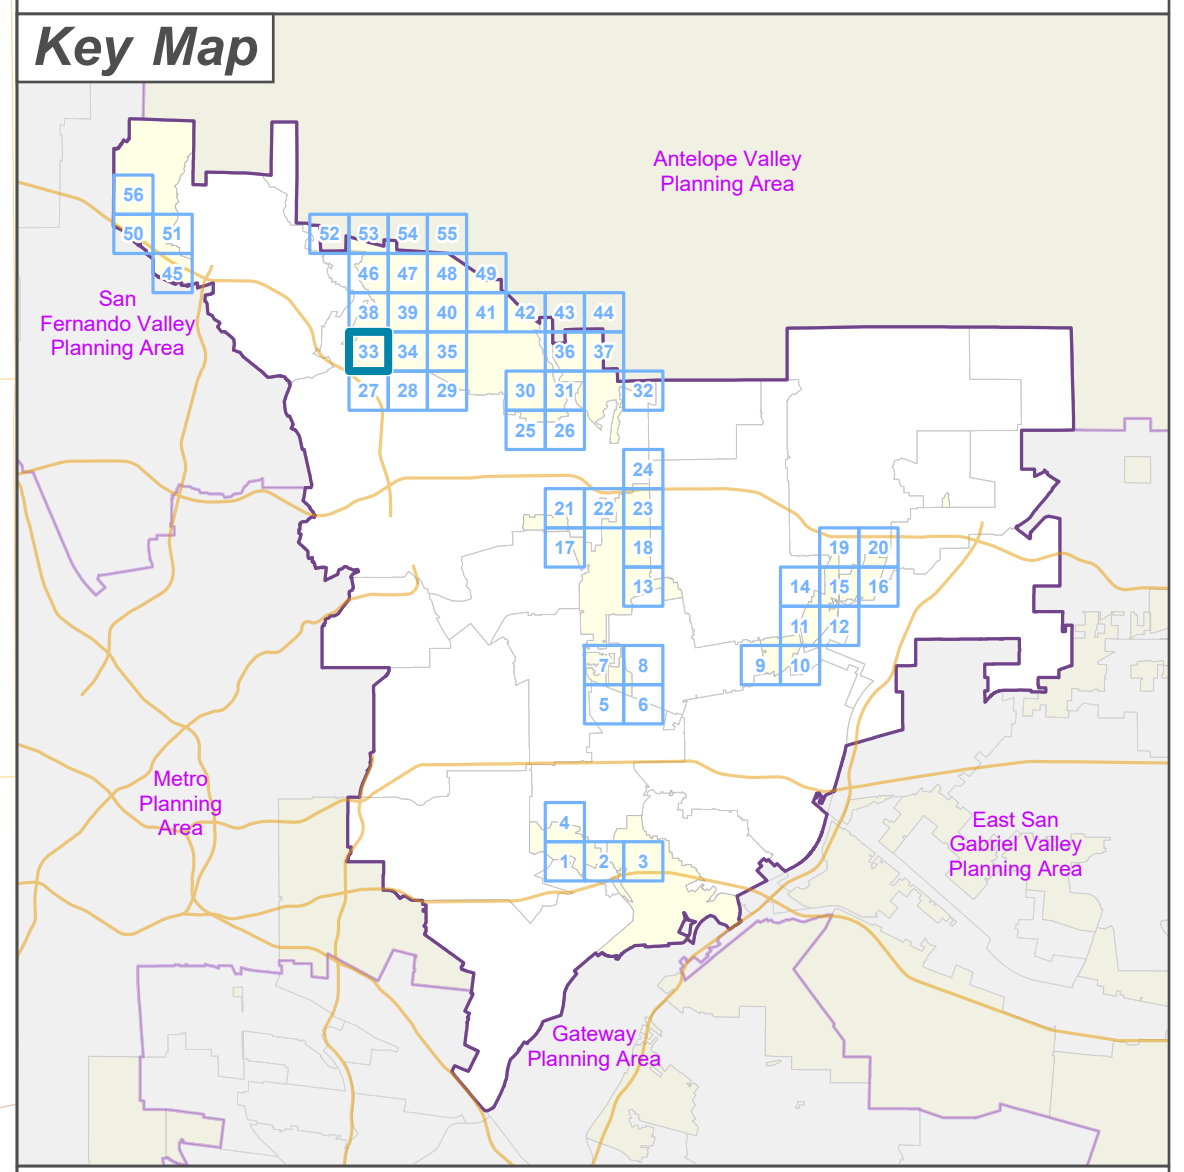 Key Map
Antelope Valley
Planning Area
56
50 51
52 53 54 55
45
46 47 48 49
San
Fernando Valley
Planning Area
38 39 40 41 42 43 44
33 34 35 36 37
27 28 29 30 31 32
25 26
24
21 22 23
17 18 19 20
13 14 15 16
11 12
7 8 9 10
5 6
Metro
Planning
Area
4
East San
Gabriel Valley
Planning Area
1 2 3
Gateway
Planning Area